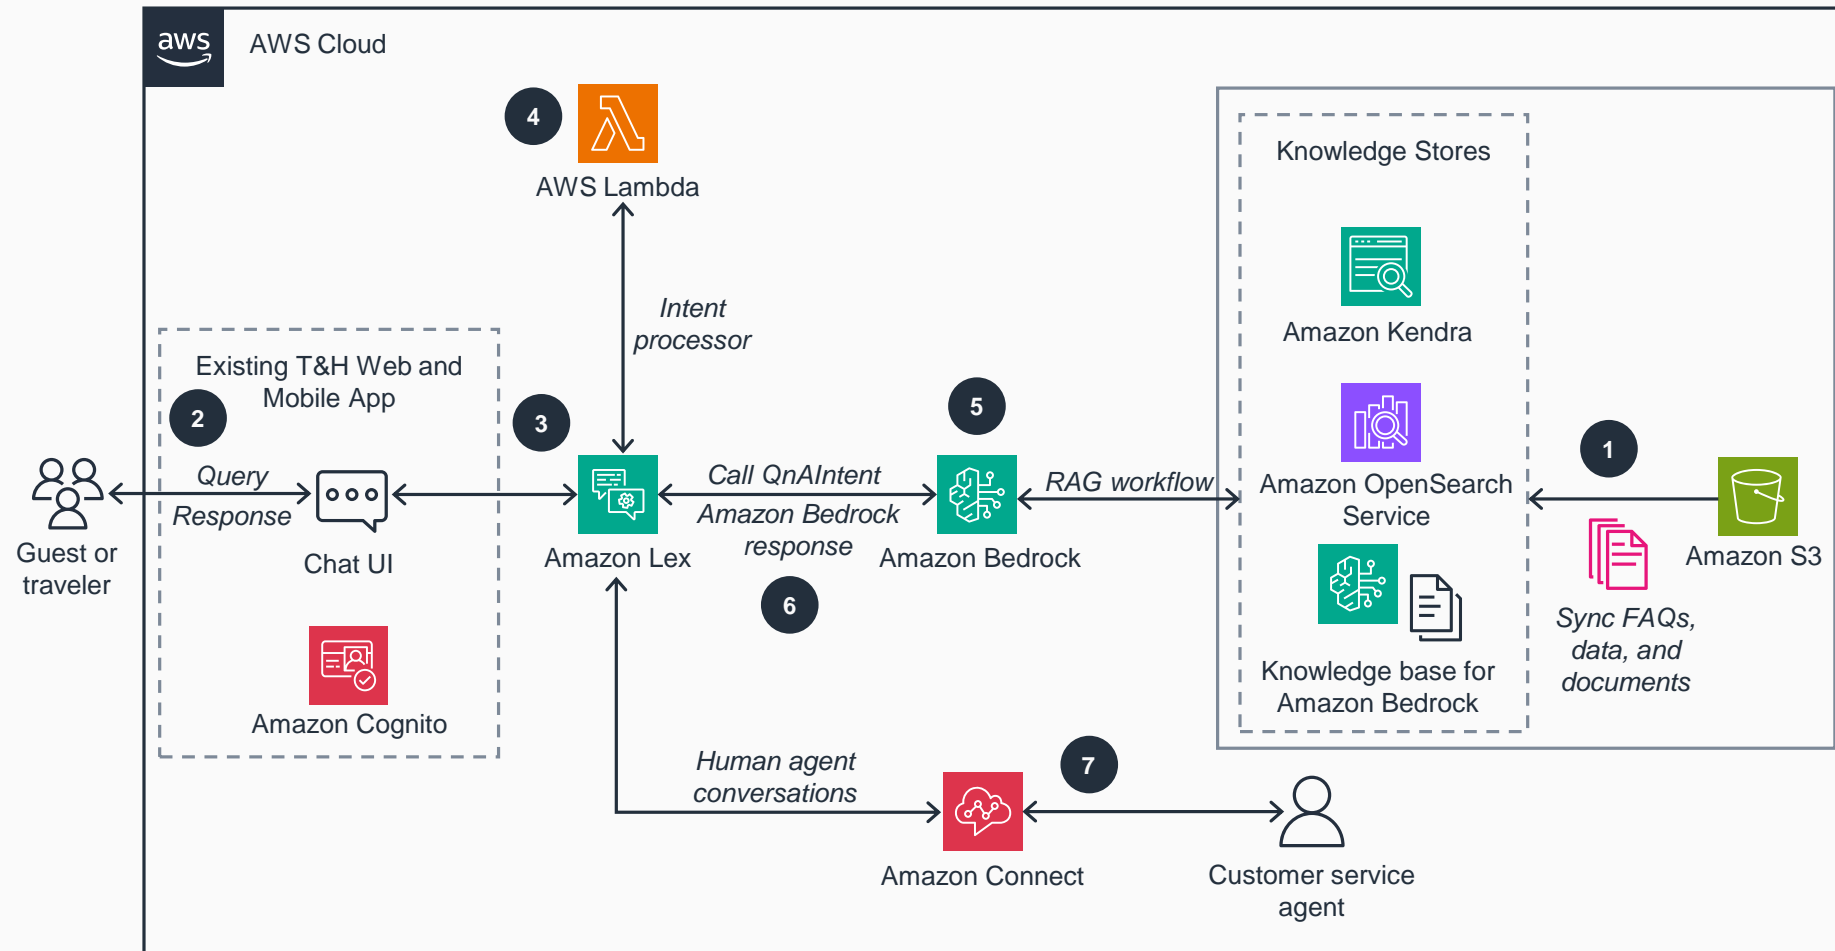 aws
AWS Cloud
4
AWS Lambda
Intent
processor
Existing T&H Web and
Mobile App
2
Query
Response
Guest or
traveler
Chat UI
Amazon Cognito
3
Amazon Lex
Call QnAIntent
Amazon Bedrock
response
6
5
Amazon Bedrock
RAG workflow
Knowledge Stores
Amazon Kendra
Amazon OpenSearch
Service
Knowledge base for
Amazon Bedrock
1
Amazon S3
Sync FAQs,
data, and
documents
Human agent
conversations
Amazon Connect
7
Customer service
agent